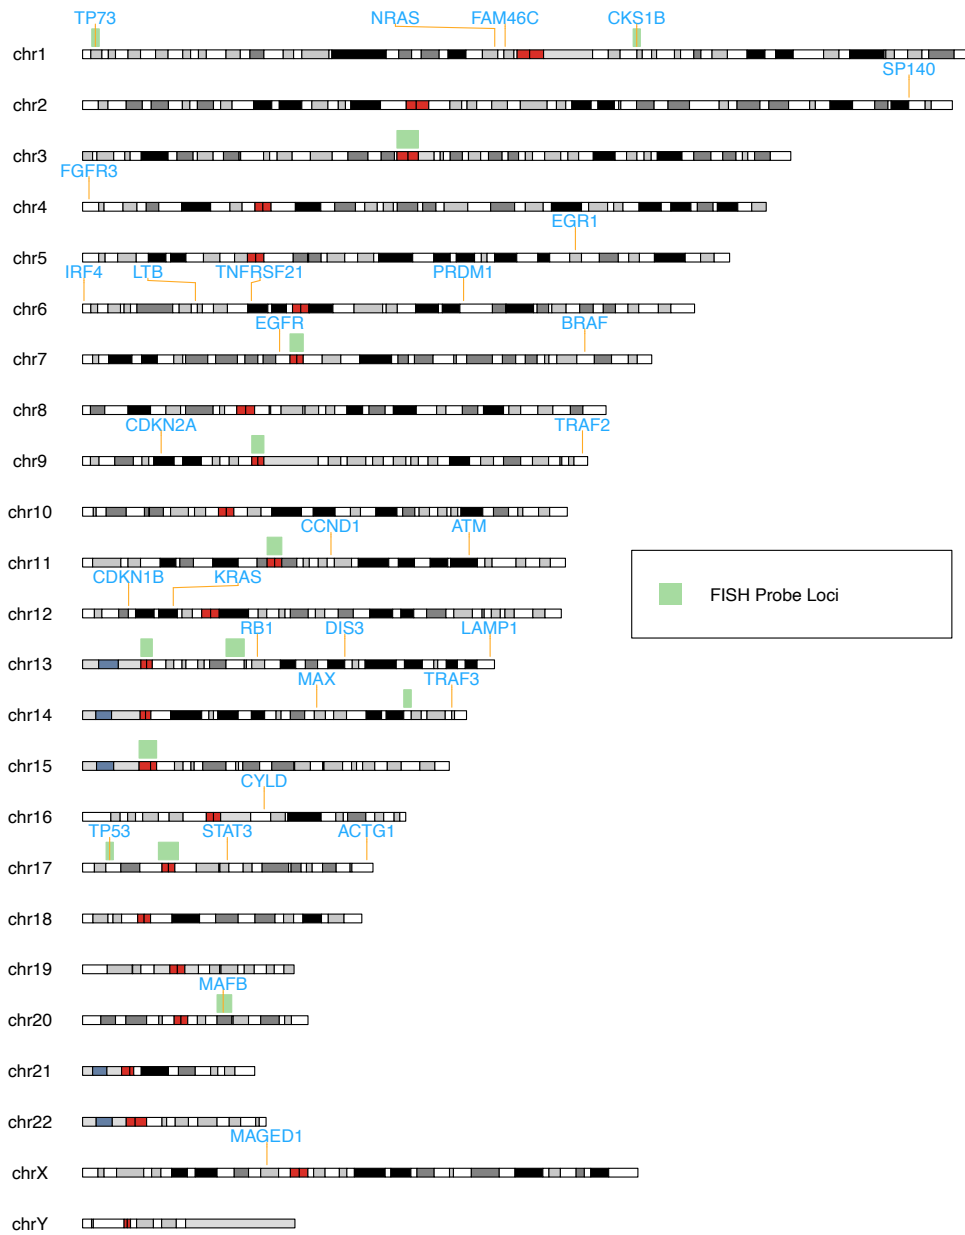 TP73 NRAS FAM46C CKS1B
chr1
SP140
chr2
chr3
FGFR3
chr4
EGR1
chr5
IRF4 LTB TNFRSF21 PRDM1
chr6
EGFR BRAF
chr7
chr8
CDKN2A TRAF2
chr9
chr10
CCND1 ATM
chr11
CDKN1B KRAS
FISH Probe Loci
chr12
RB1 DIS3 LAMP1
chr13
MAX TRAF3
chr14
chr15
CYLD
chr16
TP53 STAT3 ACTG1
chr17
chr18
chr19
MAFB
chr20
chr21
chr22
MAGED1
chrX
chrY